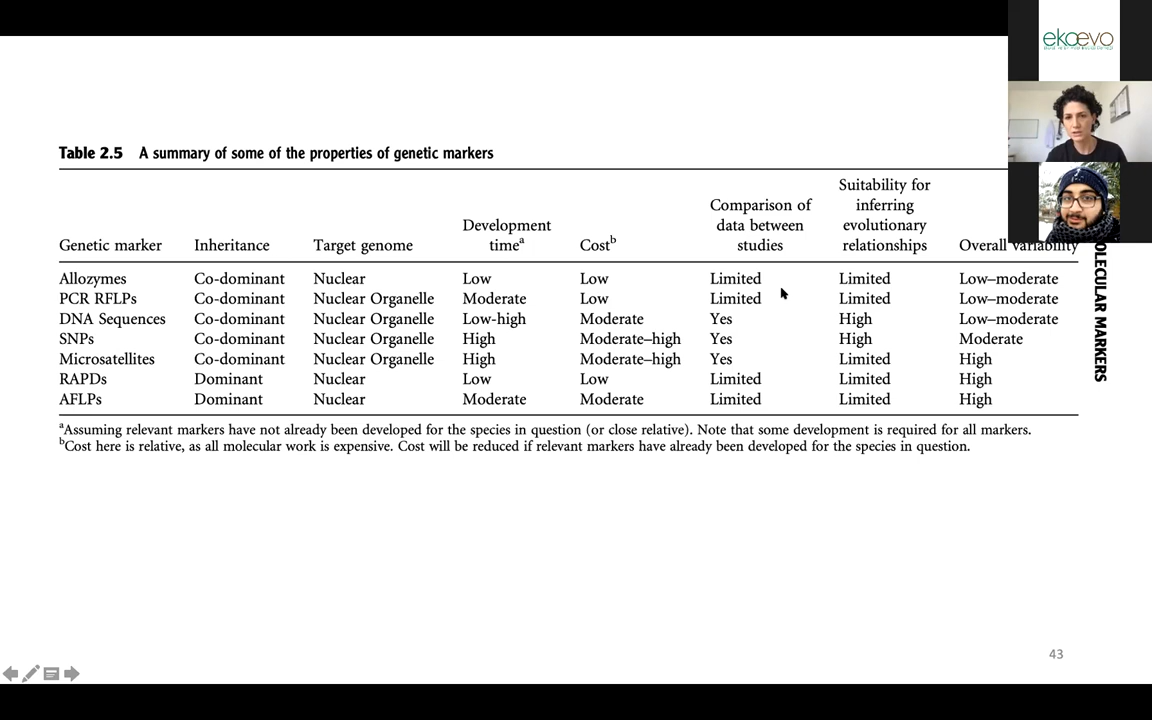 ekoevo
Table 2.5 A summary of some of the properties of genetic markers
Genetic marker Inheritance Target genome Development timeᵃ Costᵇ Comparison of data between studies Suitability for inferring evolutionary relationships Overall variability
Allozymes Co-dominant Nuclear Low Low Limited Limited Low–moderate
PCR RFLPs Co-dominant Nuclear Organelle Moderate Low Limited Limited Low–moderate
DNA Sequences Co-dominant Nuclear Organelle Low-high Moderate Yes High Low–moderate
SNPs Co-dominant Nuclear Organelle High Moderate–high Yes High Moderate
Microsatellites Co-dominant Nuclear Organelle High Moderate–high Yes Limited High
RAPDs Dominant Nuclear Low Low Limited Limited High
AFLPs Dominant Nuclear Moderate Moderate Limited Limited High
ᵃAssuming relevant markers have not already been developed for the species in question (or close relative). Note that some development is required for all markers.
ᵇCost here is relative, as all molecular work is expensive. Cost will be reduced if relevant markers have already been developed for the species in question.
OLECULAR MARKERS
43